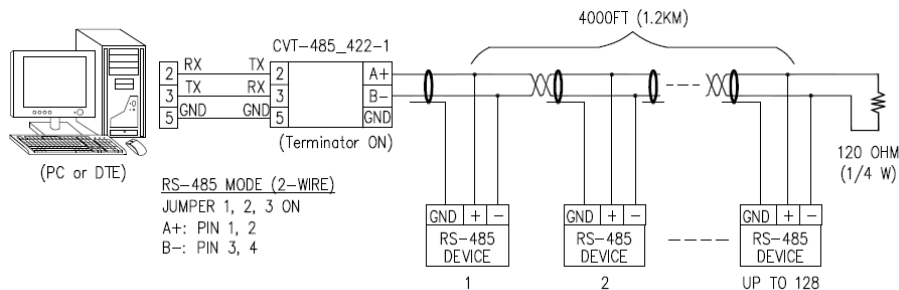 4000FT (1.2KM)
CVT-485_422-1
2 RX TX 2 A+
3 TX RX 3 B-
5 GND GND 5 GND
(Terminator ON)
(PC or DTE)
120 OHM
(1/4 W)
RS-485 MODE (2-WIRE)
JUMPER 1, 2, 3 ON
A+: PIN 1, 2
B-: PIN 3, 4
GND + - GND + - GND + -
RS-485 RS-485 RS-485
DEVICE DEVICE DEVICE
1 2 UP TO 128